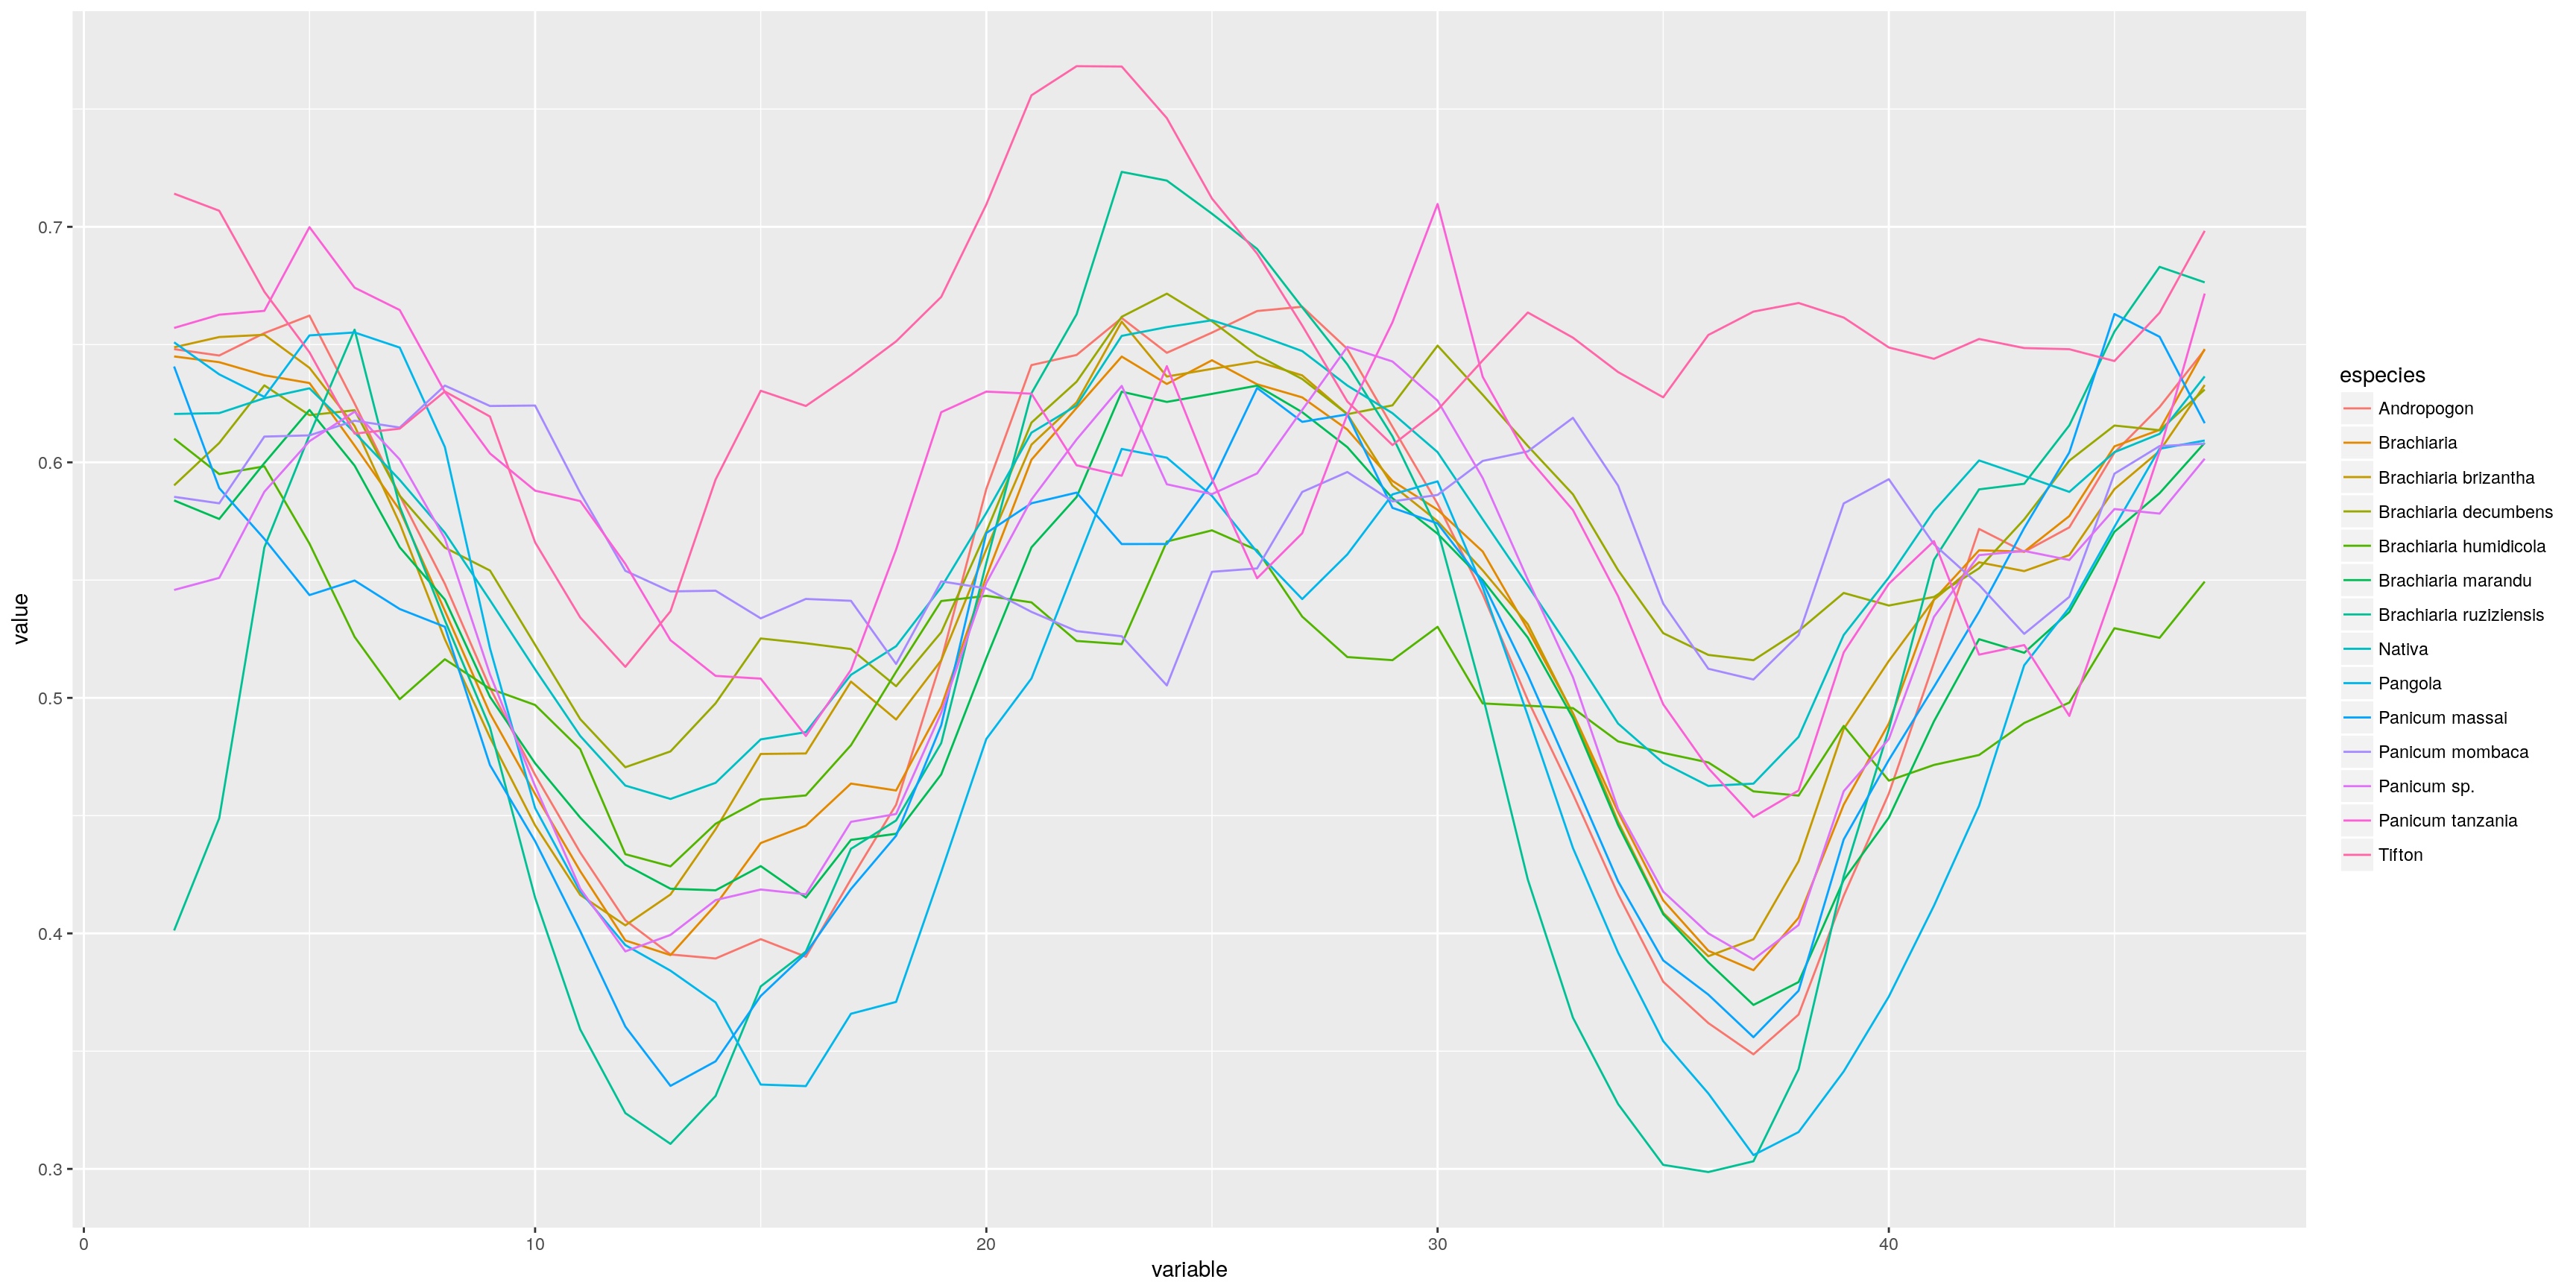 value
0.7
0.6
0.5
0.4
0.3
0
10
20
30
40
variable
especies
Andropogon
Brachiaria
Brachiaria brizantha
Brachiaria decumbens
Brachiaria humidicola
Brachiaria marandu
Brachiaria ruziziensis
Nativa
Pangola
Panicum massai
Panicum mombaca
Panicum sp.
Panicum tanzania
Tifton